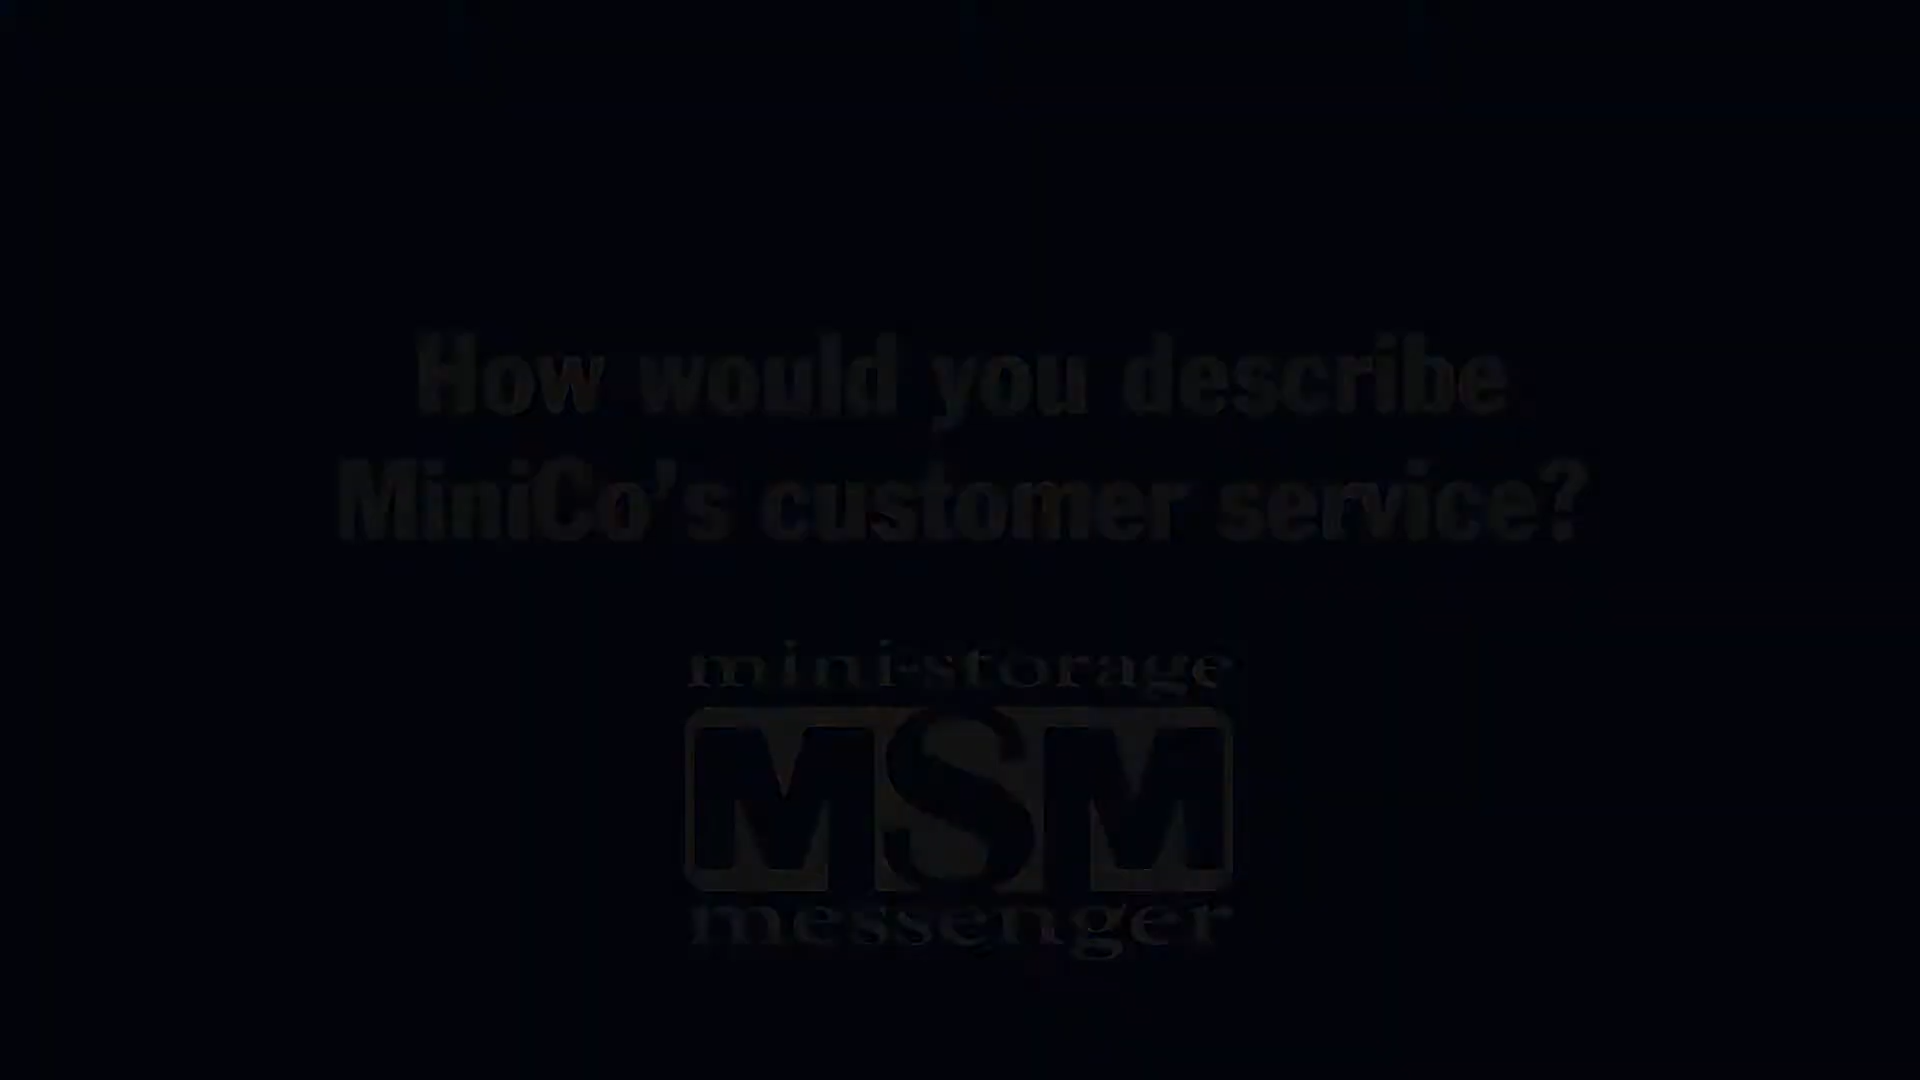 How would you describe
MiniCo's customer service?
mini-storage
MSM
messenger